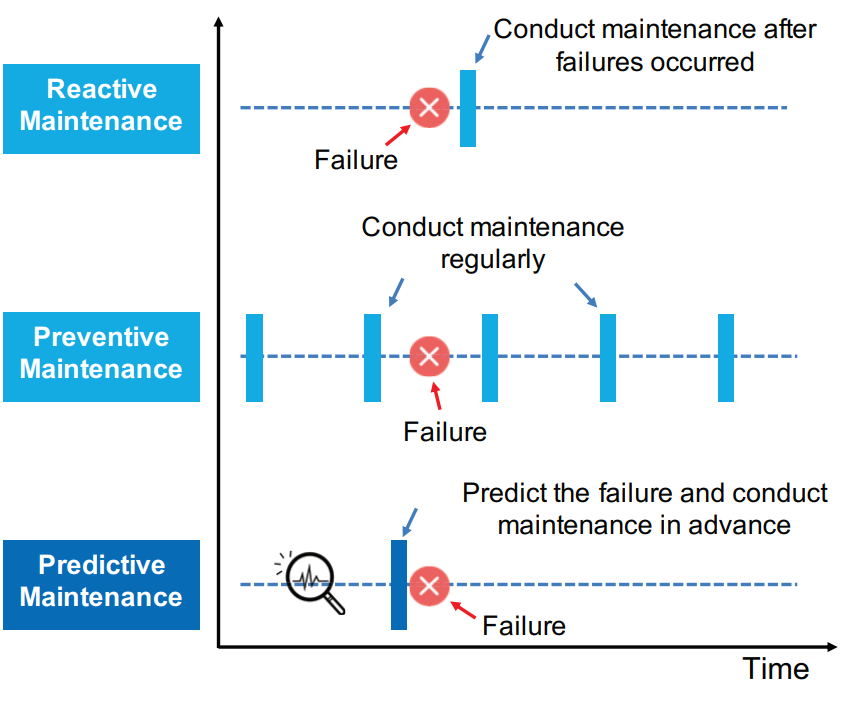 Conduct maintenance after
failures occurred
Reactive
Maintenance
Failure
Conduct maintenance
regularly
Preventive
Maintenance
Failure
Predict the failure and conduct
maintenance in advance
Predictive
Maintenance
Failure
Time